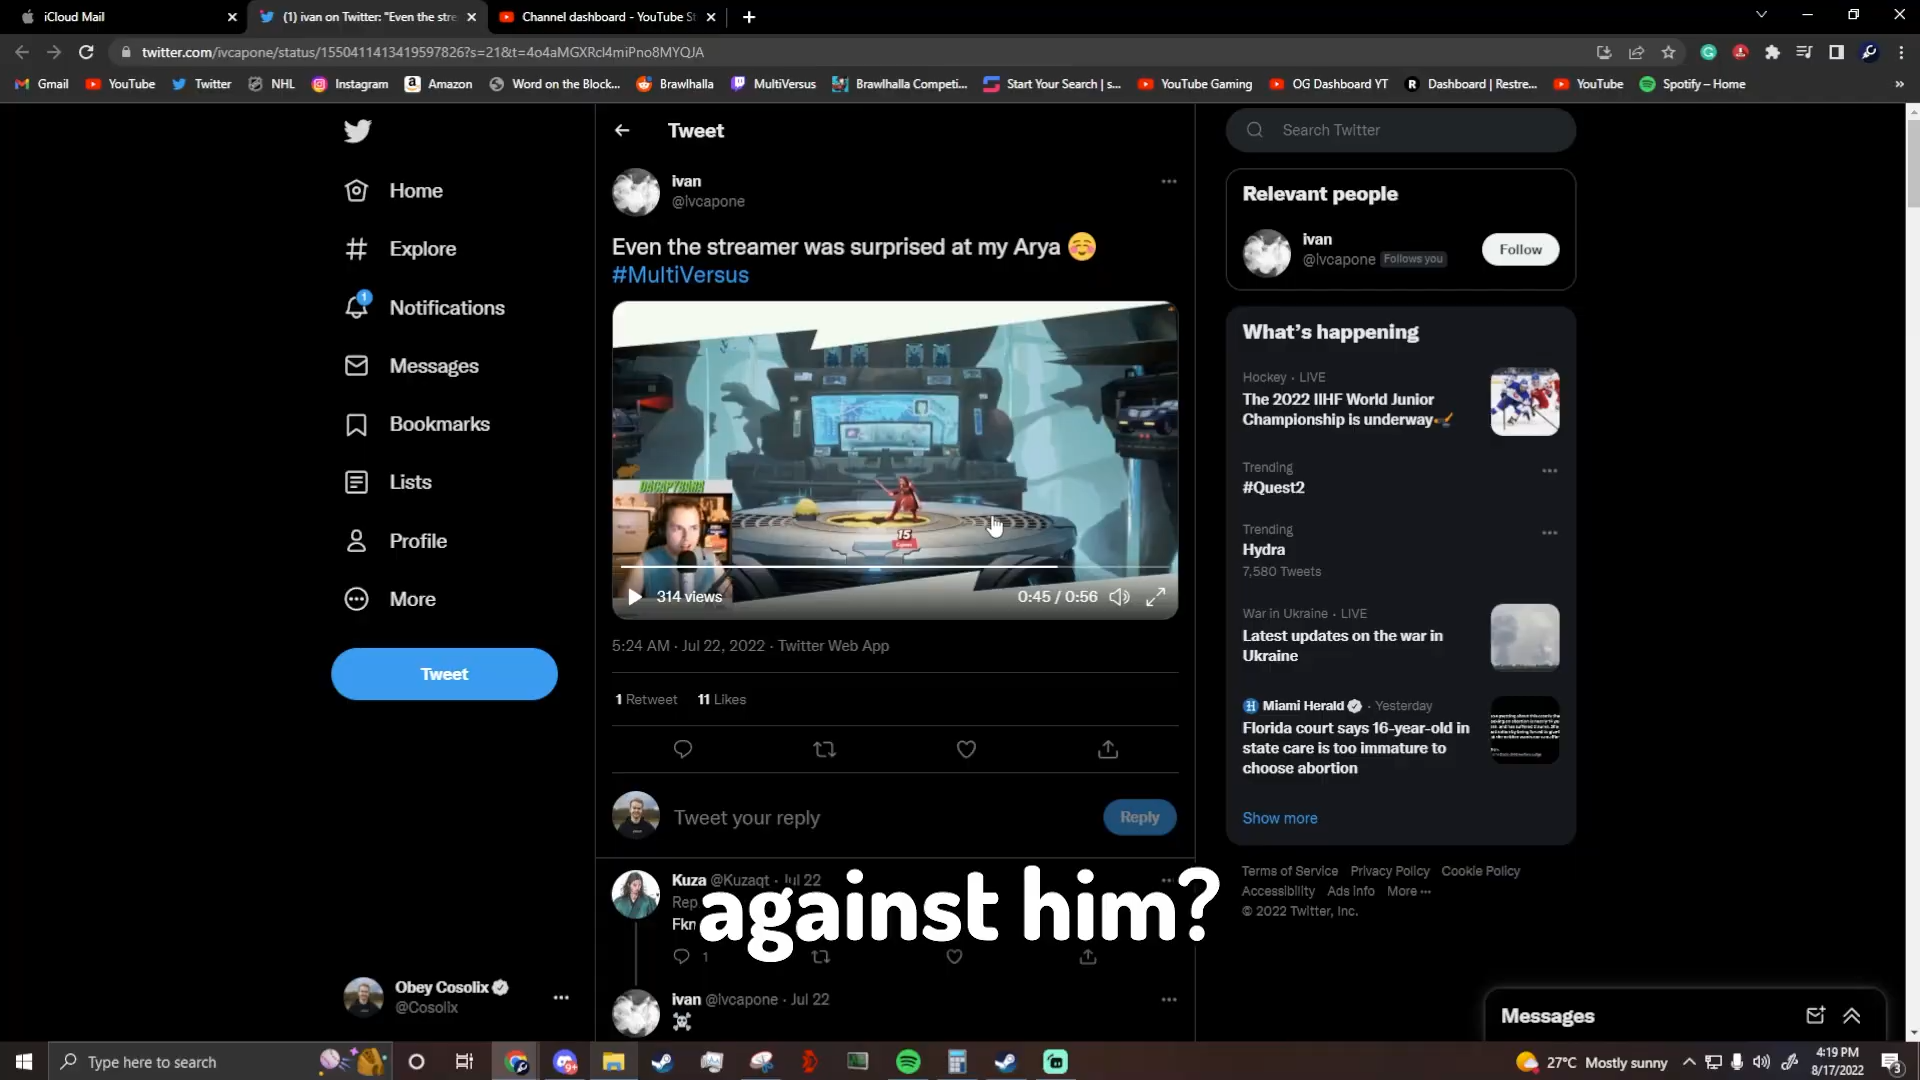 iCloud Mail
(1) ivan on Twitter: "Even the stre
Channel dashboard - YouTube St
twitter.com/ivcapone/status/1550411413419597826?s=21&t=4o4aMGXRcl4miPno8MYQJA
Gmail
YouTube
Twitter
NHL
Instagram
Amazon
Word on the Block...
Brawlhalla
MultiVersus
Brawlhalla Competi...
Start Your Search | s...
YouTube Gaming
OG Dashboard YT
Dashboard | Restre...
YouTube
Spotify – Home
Home
Explore
1
Notifications
Messages
Bookmarks
Lists
Profile
More
Tweet
Obey Cosolix
@Cosolix
Tweet
ivan
@lvcapone
Even the streamer was surprised at my Arya
#MultiVersus
DACAPYBARA
15
314 views
0:45 / 0:56
5:24 AM · Jul 22, 2022 · Twitter Web App
1 Retweet 11 Likes
Tweet your reply
Reply
Kuza @Kuzaqt · Jul 22
Rep
Fkn
against him?
1
ivan @lvcapone · Jul 22
Search Twitter
Relevant people
ivan
@lvcapone Follows you
Follow
What's happening
Hockey · LIVE
The 2022 IIHF World Junior
Championship is underway
Trending
#Quest2
Trending
Hydra
7,580 Tweets
War in Ukraine · LIVE
Latest updates on the war in
Ukraine
Miami Herald · Yesterday
Florida court says 16-year-old in
state care is too immature to
choose abortion
Show more
Terms of Service Privacy Policy Cookie Policy
Accessibility Ads info More ···
© 2022 Twitter, Inc.
Messages
Type here to search
9+
27°C Mostly sunny
4:19 PM
8/17/2022
3